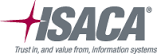 ISACA®
Trust in, and value from, information systems